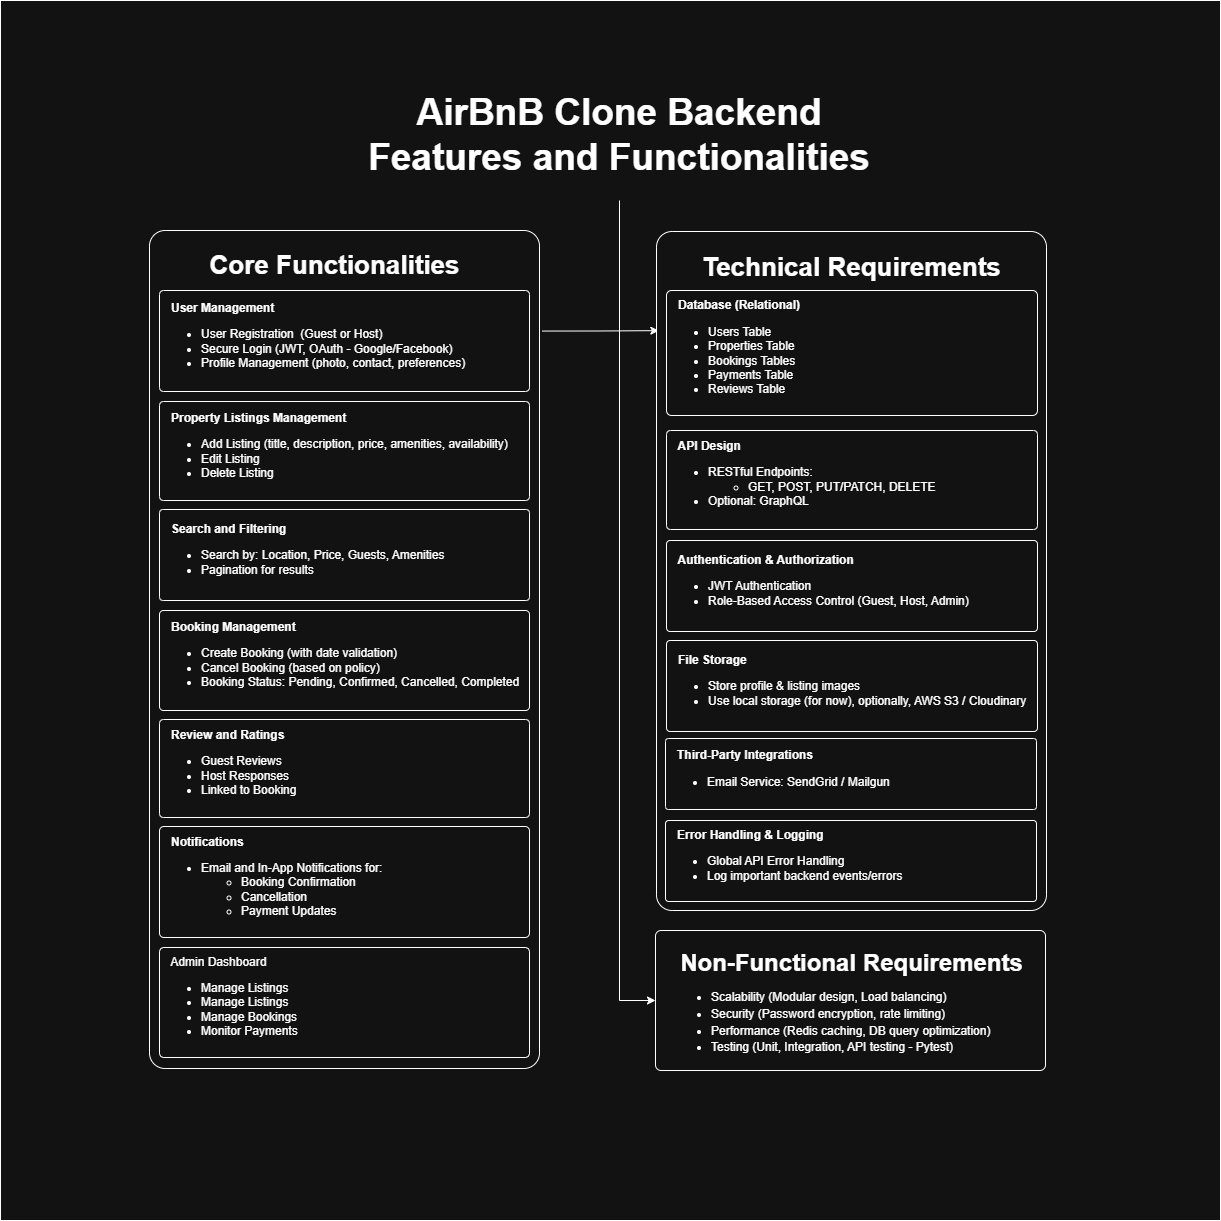 AirBnB Clone Backend
Features and Functionalities
Core Functionalities
User Management
User Registration  (Guest or Host)
Secure Login (JWT, OAuth - Google/Facebook)
Profile Management (photo, contact, preferences)
Property Listings Management
Add Listing (title, description, price, amenities, availability)
Edit Listing
Delete Listing
Search and Filtering
Search by: Location, Price, Guests, Amenities
Pagination for results
Booking Management
Create Booking (with date validation)
Cancel Booking (based on policy)
Booking Status: Pending, Confirmed, Cancelled, Completed
Review and Ratings
Guest Reviews
Host Responses
Linked to Booking
Notifications
Email and In-App Notifications for:
Booking Confirmation
Cancellation
Payment Updates
Admin Dashboard
Manage Listings
Manage Listings
Manage Bookings
Monitor Payments
Technical Requirements
Database (Relational)
Users Table
Properties Table
Bookings Tables
Payments Table
Reviews Table
API Design
RESTful Endpoints:
GET, POST, PUT/PATCH, DELETE
Optional: GraphQL
Authentication & Authorization
JWT Authentication
Role-Based Access Control (Guest, Host, Admin)
File Storage
Store profile & listing images
Use local storage (for now), optionally, AWS S3 / Cloudinary
Third-Party Integrations
Email Service: SendGrid / Mailgun
Error Handling & Logging
Global API Error Handling
Log important backend events/errors
Non-Functional Requirements
Scalability (Modular design, Load balancing)
Security (Password encryption, rate limiting)
Performance (Redis caching, DB query optimization)
Testing (Unit, Integration, API testing - Pytest)